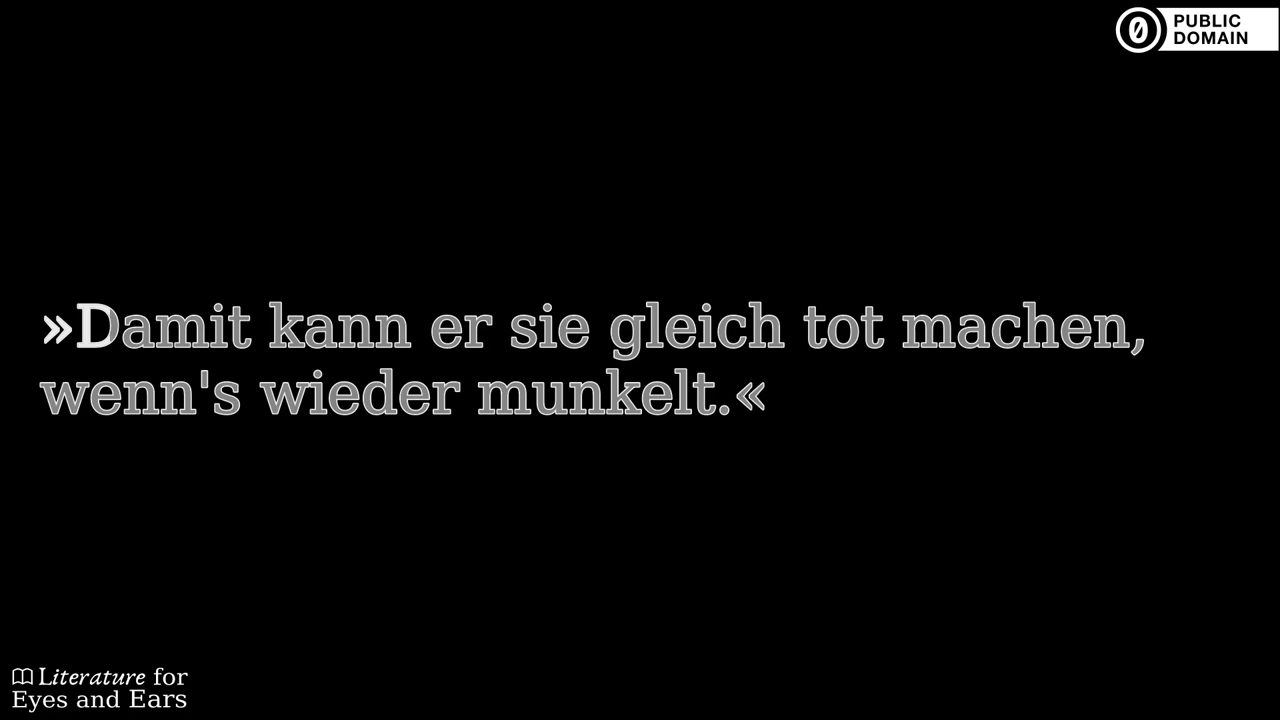 PUBLIC
DOMAIN
»Damit kann er sie gleich tot machen,
wenn's wieder munkelt.«
Literature for
Eyes and Ears